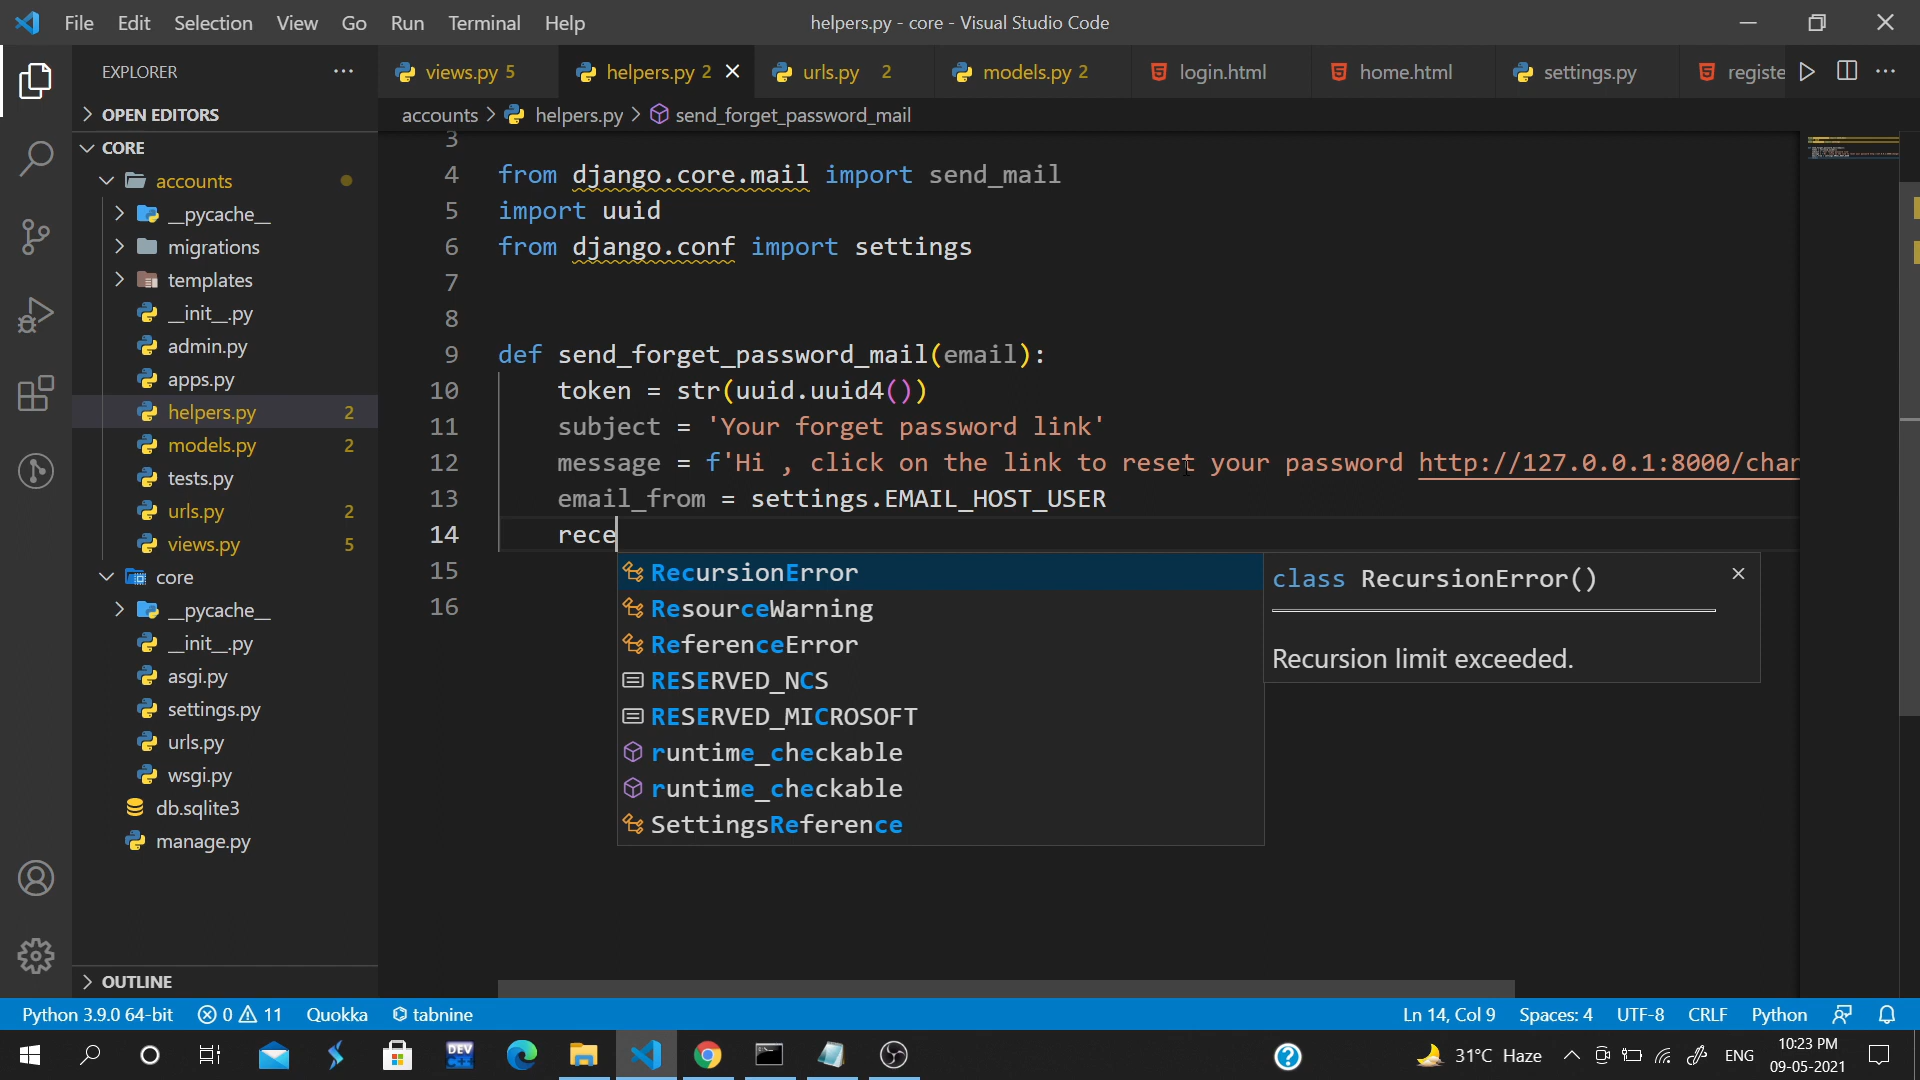 File Edit Selection View Go Run Terminal Help
helpers.py - core - Visual Studio Code
EXPLORER
views.py 5
helpers.py 2
urls.py 2
models.py 2
login.html
home.html
settings.py
registe
OPEN EDITORS
accounts > helpers.py > send_forget_password_mail
CORE
accounts
__pycache__
migrations
templates
__init__.py
admin.py
apps.py
helpers.py 2
models.py 2
tests.py
urls.py 2
views.py 5
core
__pycache__
__init__.py
asgi.py
settings.py
urls.py
wsgi.py
db.sqlite3
manage.py
OUTLINE
3
4 from django.core.mail import send_mail
5 import uuid
6 from django.conf import settings
7
8
9 def send_forget_password_mail(email):
10 token = str(uuid.uuid4())
11 subject = 'Your forget password link'
12 message = f'Hi , click on the link to reset your password http://127.0.0.1:8000/char
13 email_from = settings.EMAIL_HOST_USER
14 rece
15
16
RecursionError
ResourceWarning
ReferenceError
RESERVED_NCS
RESERVED_MICROSOFT
runtime_checkable
runtime_checkable
SettingsReference
class RecursionError()
Recursion limit exceeded.
Python 3.9.0 64-bit 0 11 Quokka tabnine
Ln 14, Col 9 Spaces: 4 UTF-8 CRLF Python
DEV C++
31°C Haze
ENG
10:23 PM
09-05-2021